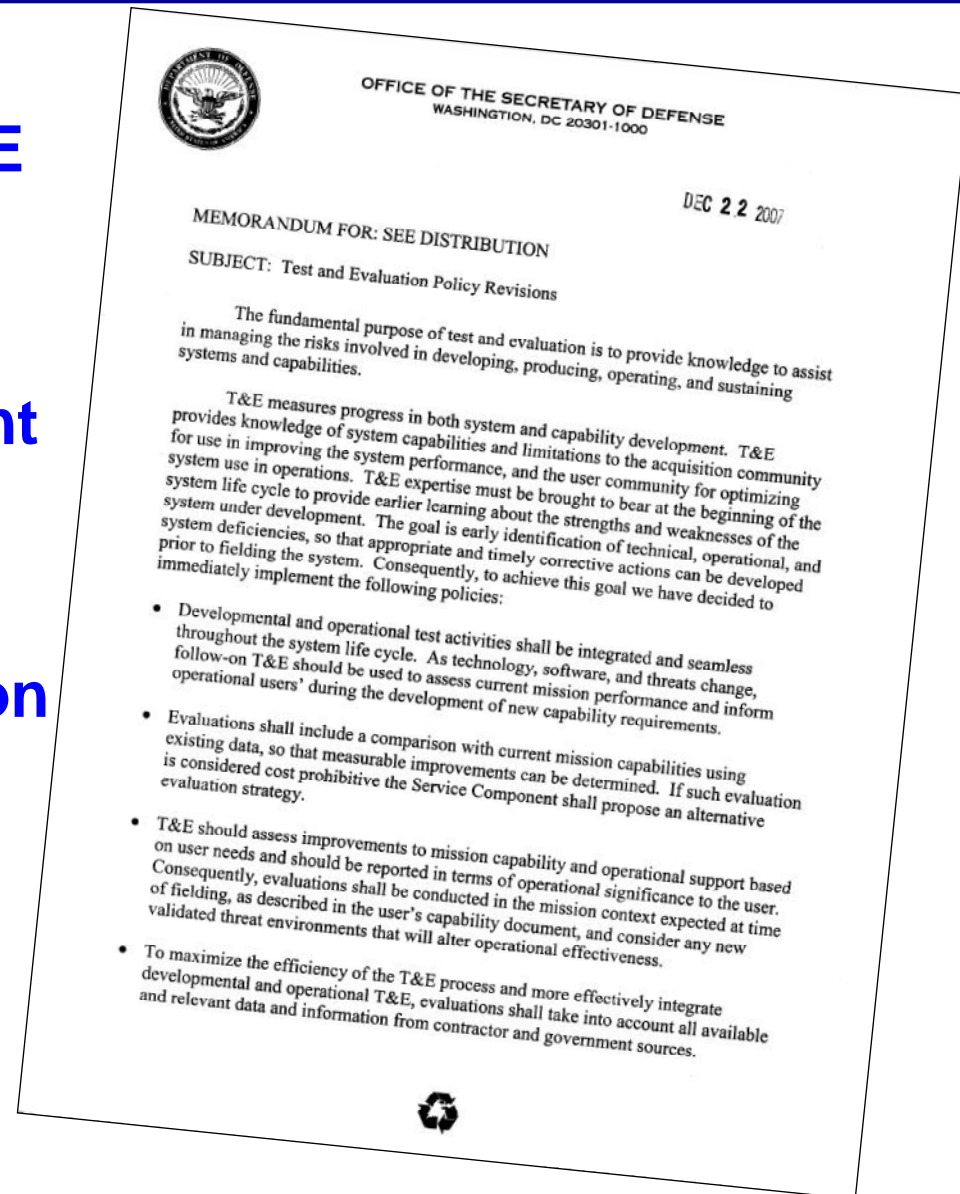 E
nt
on
DEPARTMENT OF DEFENSE
UNITED STATES OF AMERICA
OFFICE OF THE SECRETARY OF DEFENSE
WASHINGTION, DC 20301-1000
DEC 22 2007
MEMORANDUM FOR: SEE DISTRIBUTION
SUBJECT: Test and Evaluation Policy Revisions
The fundamental purpose of test and evaluation is to provide knowledge to assist
in managing the risks involved in developing, producing, operating, and sustaining
systems and capabilities.
T&E measures progress in both system and capability development. T&E
provides knowledge of system capabilities and limitations to the acquisition community
for use in improving the system performance, and the user community for optimizing
system use in operations. T&E expertise must be brought to bear at the beginning of the
system life cycle to provide earlier learning about the strengths and weaknesses of the
system under development. The goal is early identification of technical, operational, and
system deficiencies, so that appropriate and timely corrective actions can be developed
prior to fielding the system. Consequently, to achieve this goal we have decided to
immediately implement the following policies:
• Developmental and operational test activities shall be integrated and seamless
throughout the system life cycle. As technology, software, and threats change,
follow-on T&E should be used to assess current mission performance and inform
operational users' during the development of new capability requirements.
• Evaluations shall include a comparison with current mission capabilities using
existing data, so that measurable improvements can be determined. If such evaluation
is considered cost prohibitive the Service Component shall propose an alternative
evaluation strategy.
• T&E should assess improvements to mission capability and operational support based
on user needs and should be reported in terms of operational significance to the user.
Consequently, evaluations shall be conducted in the mission context expected at time
of fielding, as described in the user's capability document, and consider any new
validated threat environments that will alter operational effectiveness.
• To maximize the efficiency of the T&E process and more effectively integrate
developmental and operational T&E, evaluations shall take into account all available
and relevant data and information from contractor and government sources.